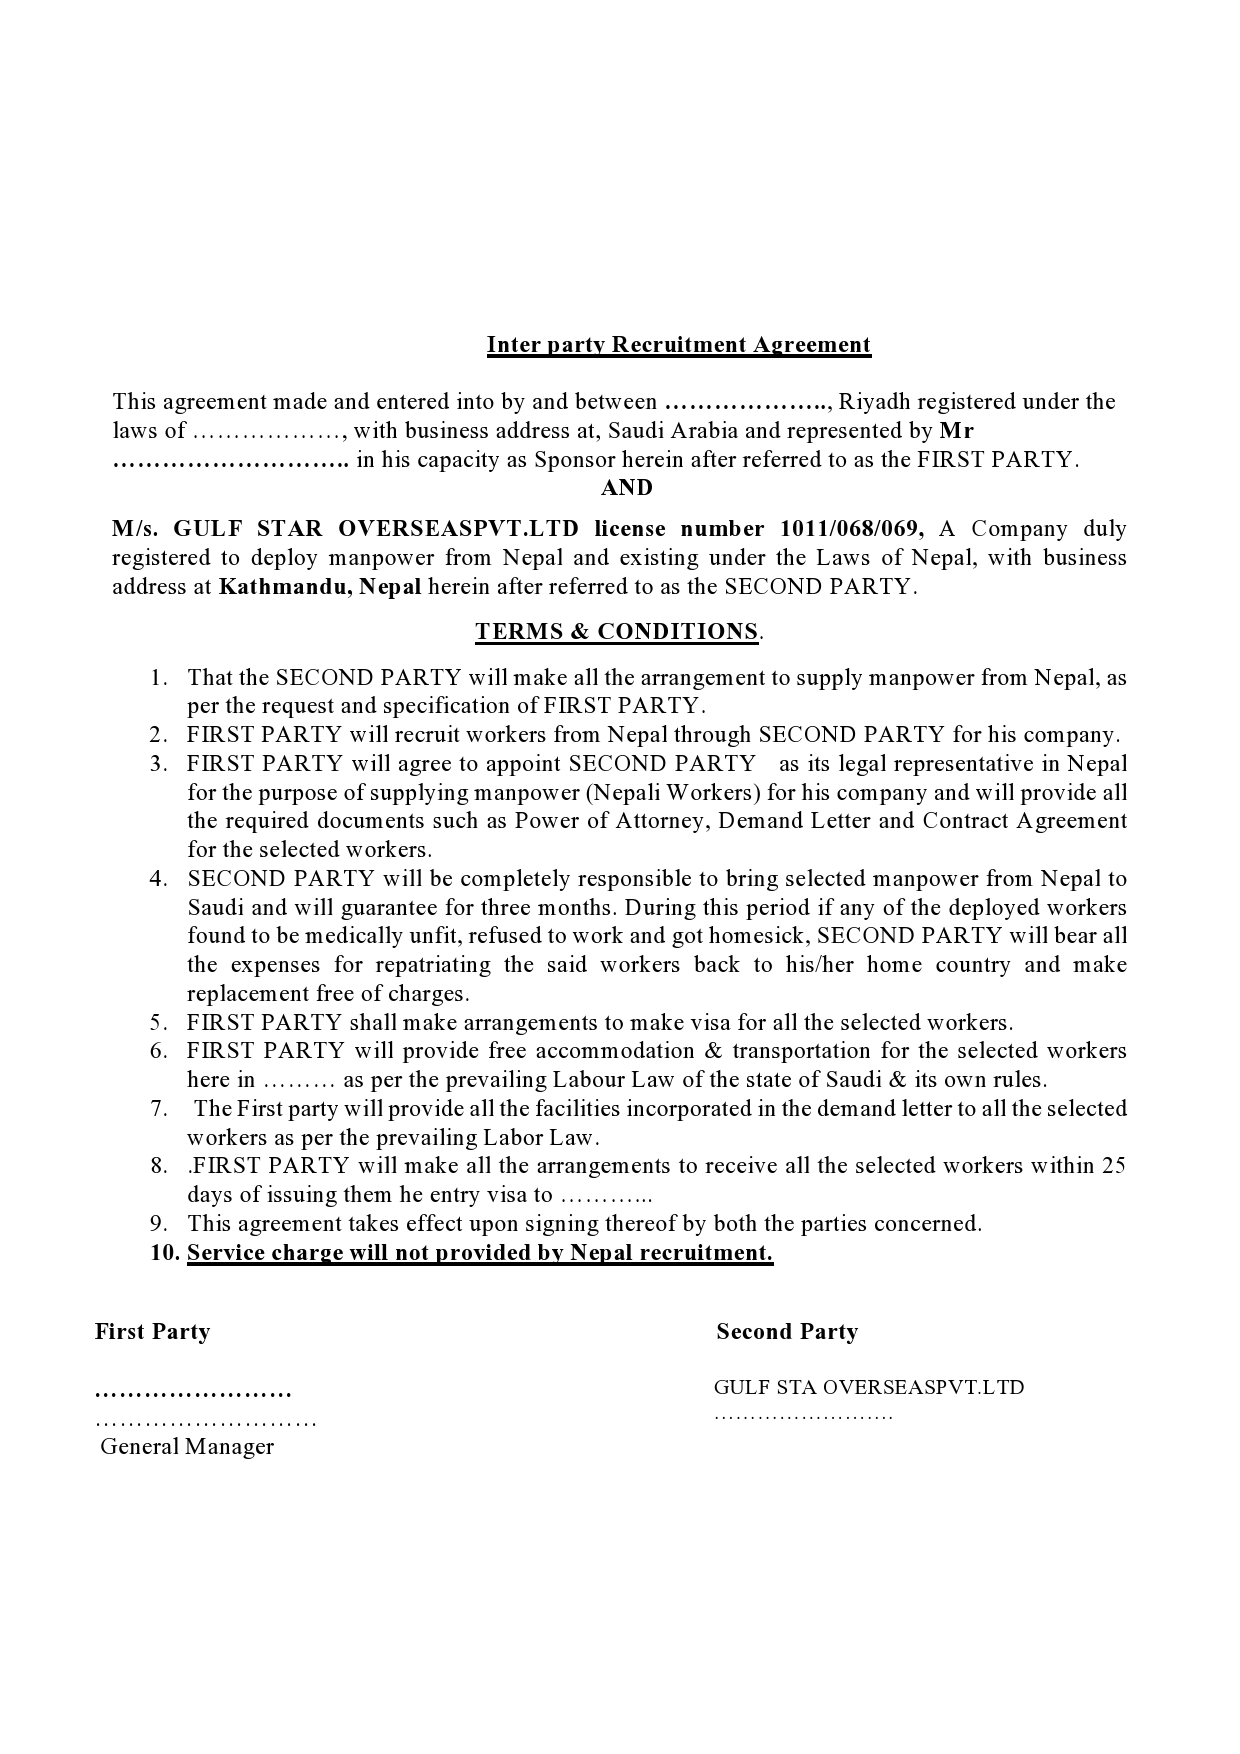 Inter party Recruitment Agreement
This agreement made and entered into by and between ……………….., Riyadh registered under the
laws of ………………, with business address at, Saudi Arabia and represented by Mr
……………………….. in his capacity as Sponsor herein after referred to as the FIRST PARTY.
AND
M/s. GULF STAR OVERSEASPVT.LTD license number 1011/068/069, A Company duly
registered to deploy manpower from Nepal and existing under the Laws of Nepal, with business
address at Kathmandu, Nepal herein after referred to as the SECOND PARTY.
TERMS & CONDITIONS.
1. That the SECOND PARTY will make all the arrangement to supply manpower from Nepal, as
per the request and specification of FIRST PARTY.
2. FIRST PARTY will recruit workers from Nepal through SECOND PARTY for his company.
3. FIRST PARTY will agree to appoint SECOND PARTY as its legal representative in Nepal
for the purpose of supplying manpower (Nepali Workers) for his company and will provide all
the required documents such as Power of Attorney, Demand Letter and Contract Agreement
for the selected workers.
4. SECOND PARTY will be completely responsible to bring selected manpower from Nepal to
Saudi and will guarantee for three months. During this period if any of the deployed workers
found to be medically unfit, refused to work and got homesick, SECOND PARTY will bear all
the expenses for repatriating the said workers back to his/her home country and make
replacement free of charges.
5. FIRST PARTY shall make arrangements to make visa for all the selected workers.
6. FIRST PARTY will provide free accommodation & transportation for the selected workers
here in ……… as per the prevailing Labour Law of the state of Saudi & its own rules.
7. The First party will provide all the facilities incorporated in the demand letter to all the selected
workers as per the prevailing Labor Law.
8. .FIRST PARTY will make all the arrangements to receive all the selected workers within 25
days of issuing them he entry visa to ………...
9. This agreement takes effect upon signing thereof by both the parties concerned.
10. Service charge will not provided by Nepal recruitment.
First Party Second Party
…………………… GULF STA OVERSEASPVT.LTD
……………………… …………………….
General Manager